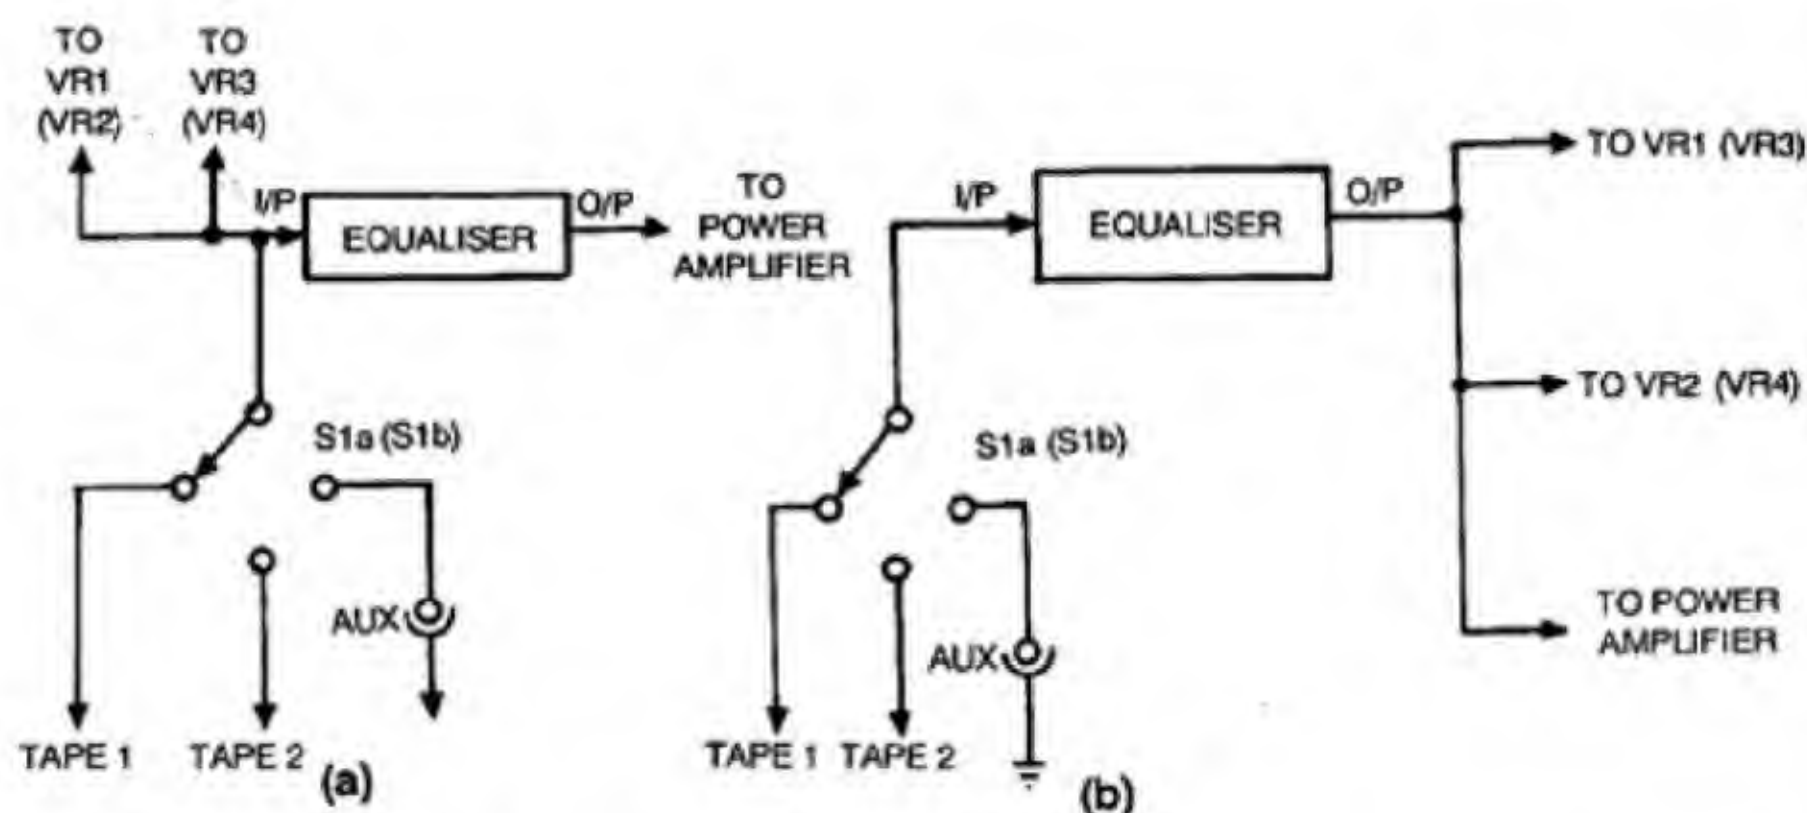 TO
VR1
(VR2)
TO
VR3
(VR4)
I/P
EQUALISER
O/P
TO
POWER
AMPLIFIER
S1a (S1b)
AUX
TAPE 1
TAPE 2
(a)
I/P
EQUALISER
O/P
TO VR1 (VR3)
TO VR2 (VR4)
TO POWER
AMPLIFIER
S1a (S1b)
AUX
TAPE 1
TAPE 2
(b)